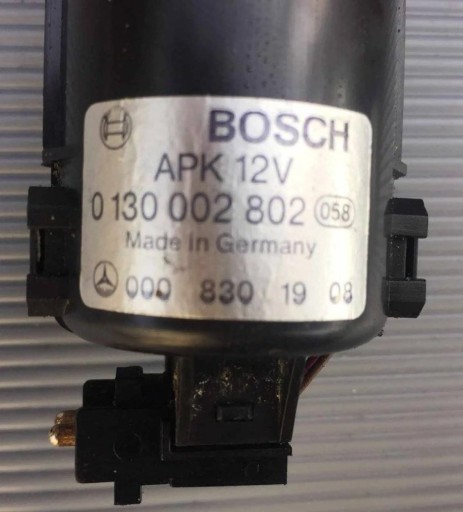 BOSCH
APK 12V
0 130 002 802 058
Made in Germany
000 830 19 08